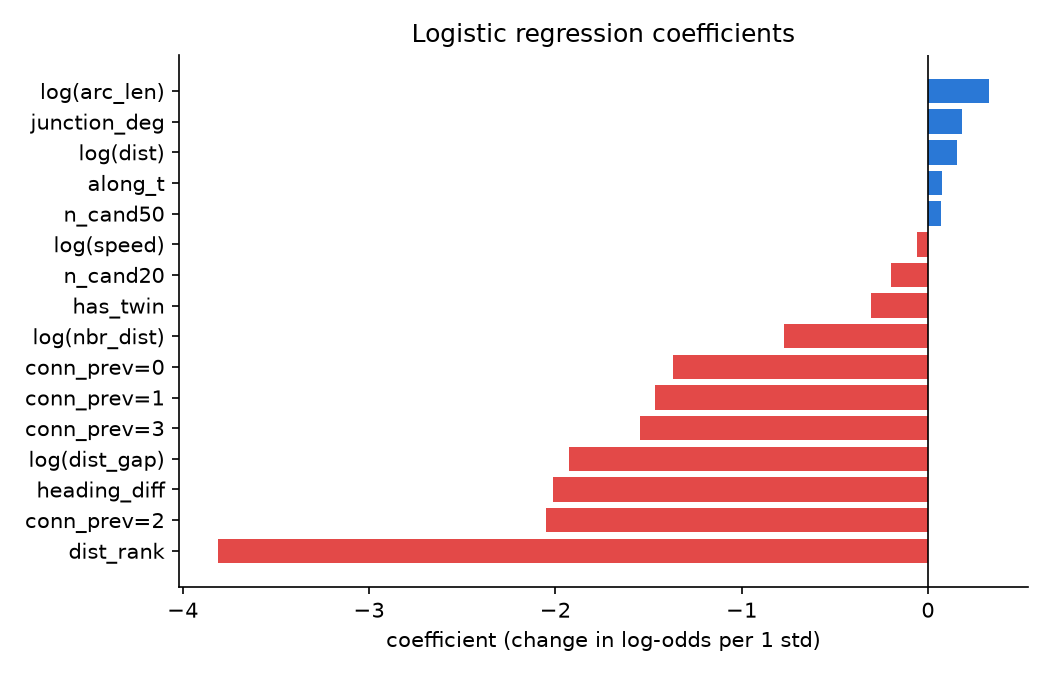 Logistic regression coefficients
log(arc_len)
junction_deg
log(dist)
along_t
n_cand50
log(speed)
n_cand20
has_twin
log(nbr_dist)
conn_prev=0
conn_prev=1
conn_prev=3
log(dist_gap)
heading_diff
conn_prev=2
dist_rank
−4 −3 −2 −1 0
coefficient (change in log-odds per 1 std)